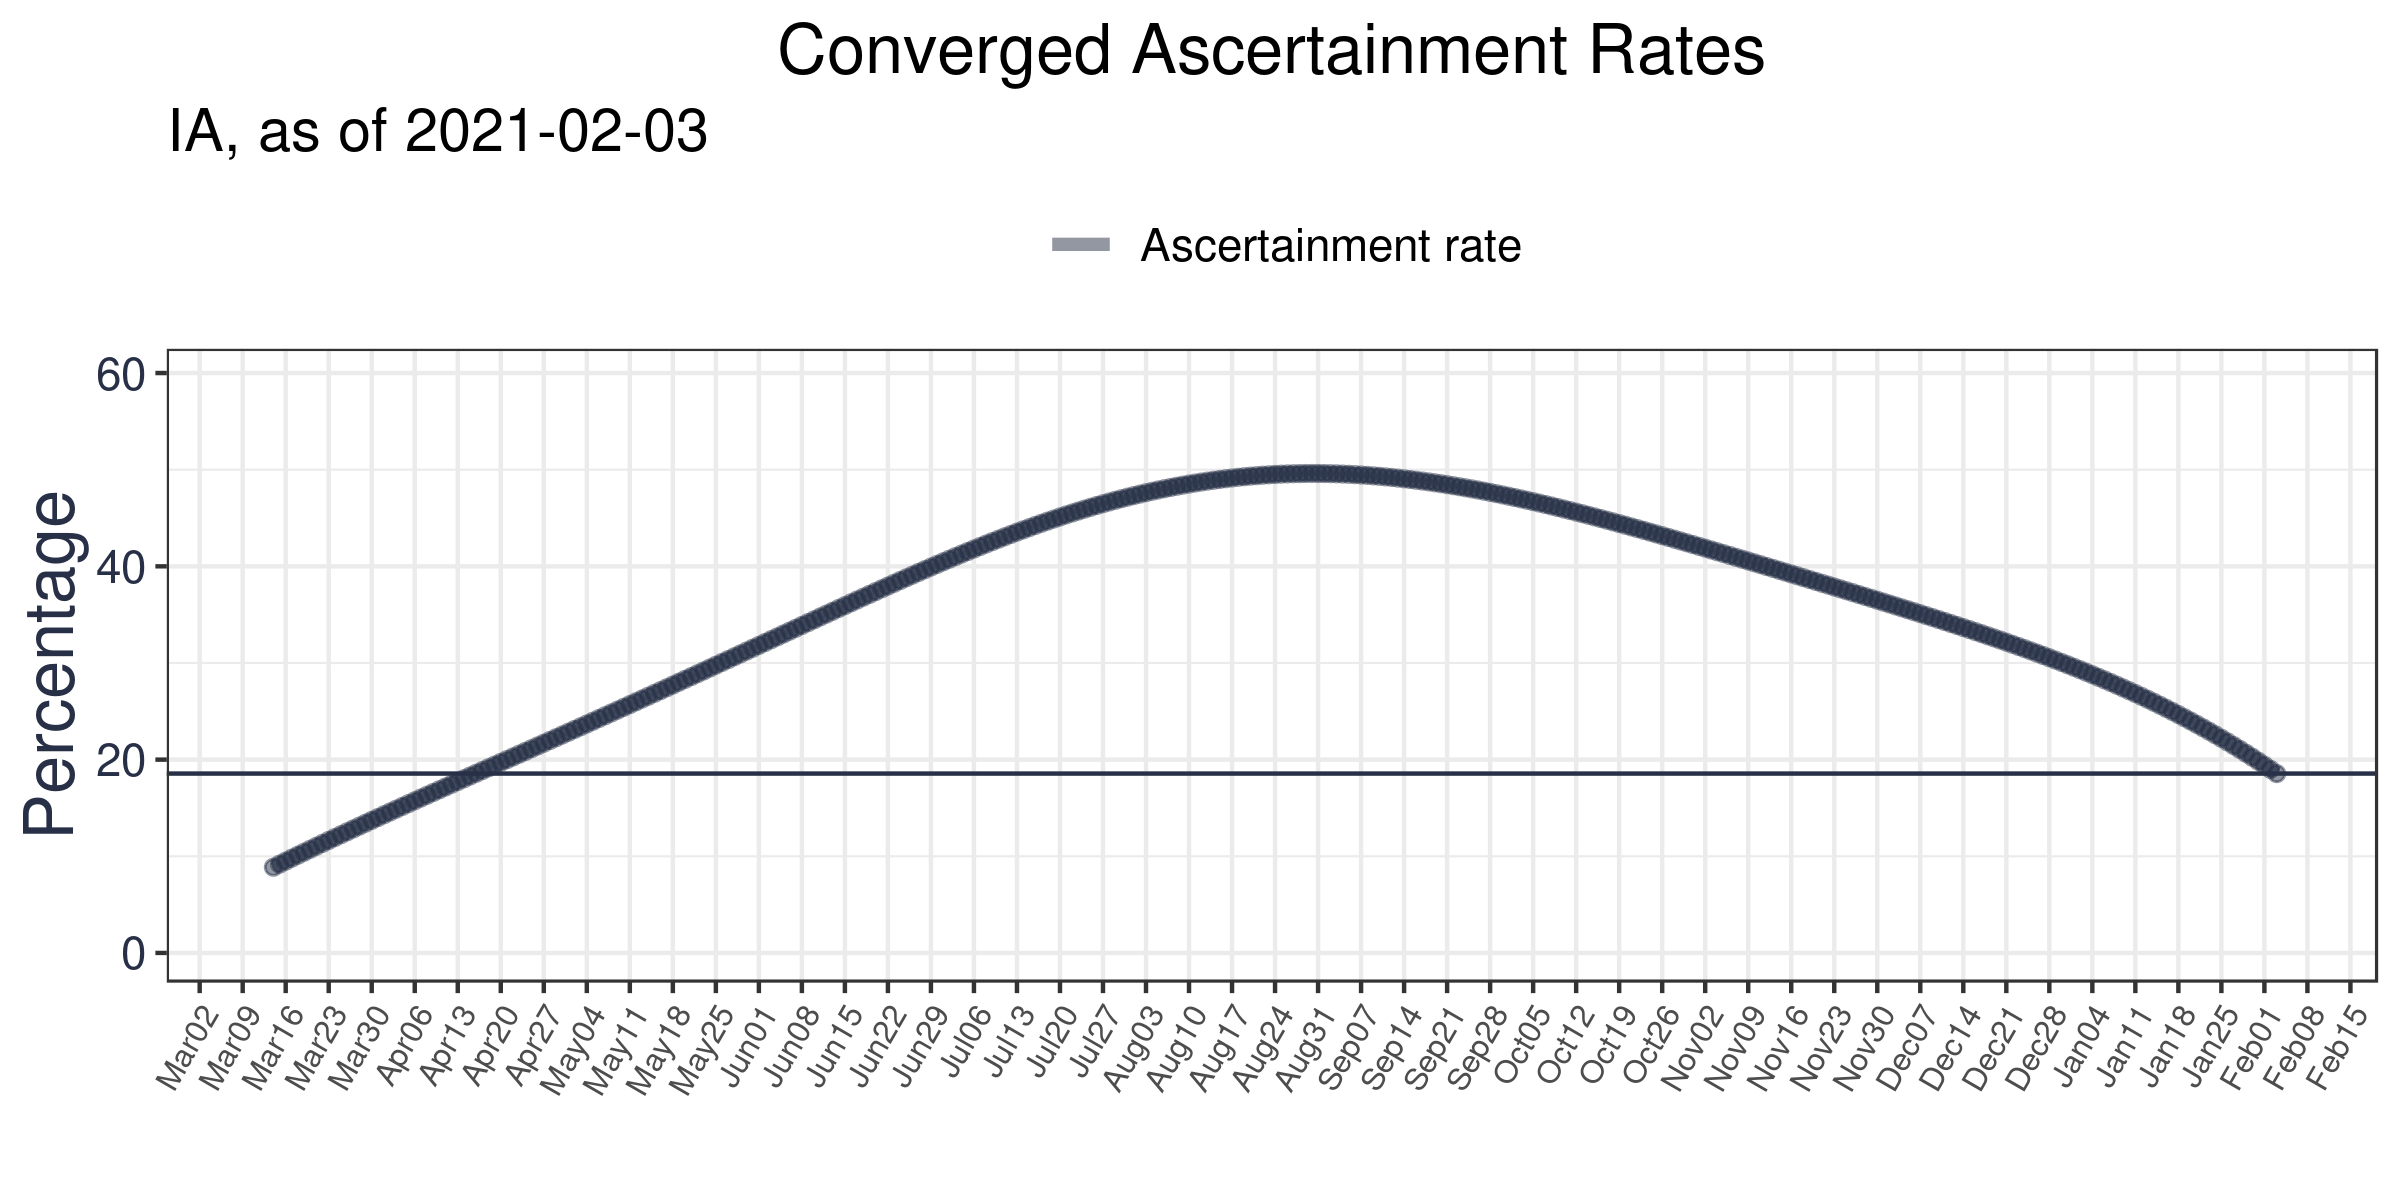 Converged Ascertainment Rates
IA, as of 2021-02-03
Ascertainment rate
Percentage
60
40
20
0
Mar02
Mar09
Mar16
Mar23
Mar30
Apr06
Apr13
Apr20
Apr27
May04
May11
May18
May25
Jun01
Jun08
Jun15
Jun22
Jun29
Jul06
Jul13
Jul20
Jul27
Aug03
Aug10
Aug17
Aug24
Aug31
Sep07
Sep14
Sep21
Sep28
Oct05
Oct12
Oct19
Oct26
Nov02
Nov09
Nov16
Nov23
Nov30
Dec07
Dec14
Dec21
Dec28
Jan04
Jan11
Jan18
Jan25
Feb01
Feb08
Feb15